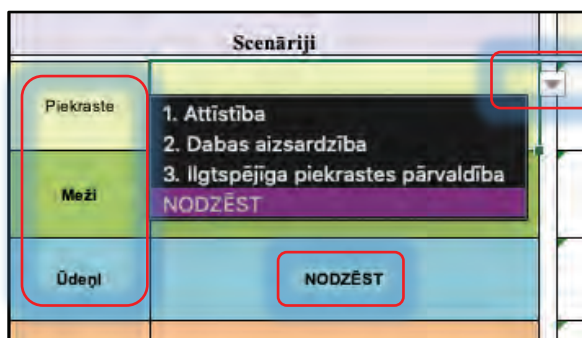 Scenāriji
Piekraste
1. Attīstība
2. Dabas aizsardzība
3. Ilgtspējīga piekrastes pārvaldība
Meži
NODZĒST
Ūdeņi
NODZĒST